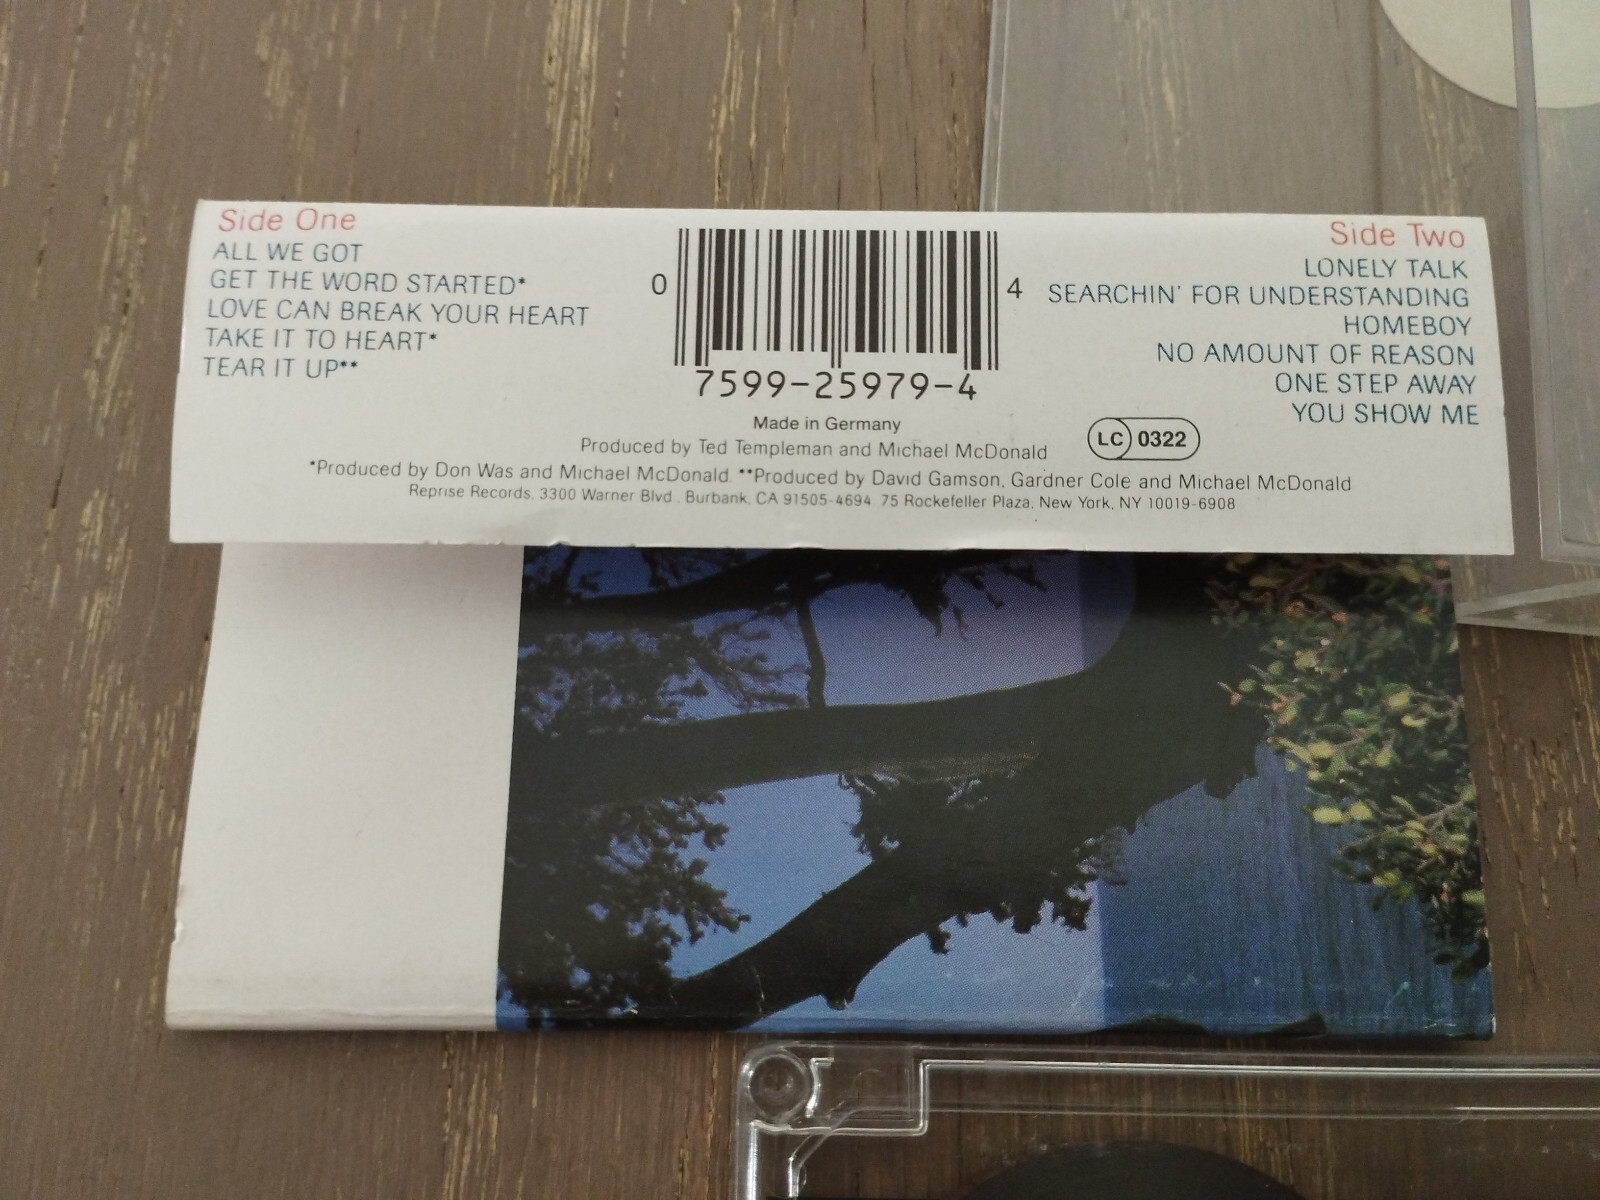 Side One
ALL WE GOT
GET THE WORD STARTED*
LOVE CAN BREAK YOUR HEART
TAKE IT TO HEART*
TEAR IT UP**
0 4
7599-25979-4
Side Two
LONELY TALK
SEARCHIN' FOR UNDERSTANDING
HOMEBOY
NO AMOUNT OF REASON
ONE STEP AWAY
YOU SHOW ME
Made in Germany
Produced by Ted Templeman and Michael McDonald
LC 0322
*Produced by Don Was and Michael McDonald **Produced by David Gamson, Gardner Cole and Michael McDonald
Reprise Records, 3300 Warner Blvd., Burbank, CA 91505-4694 75 Rockefeller Plaza, New York, NY 10019-6908